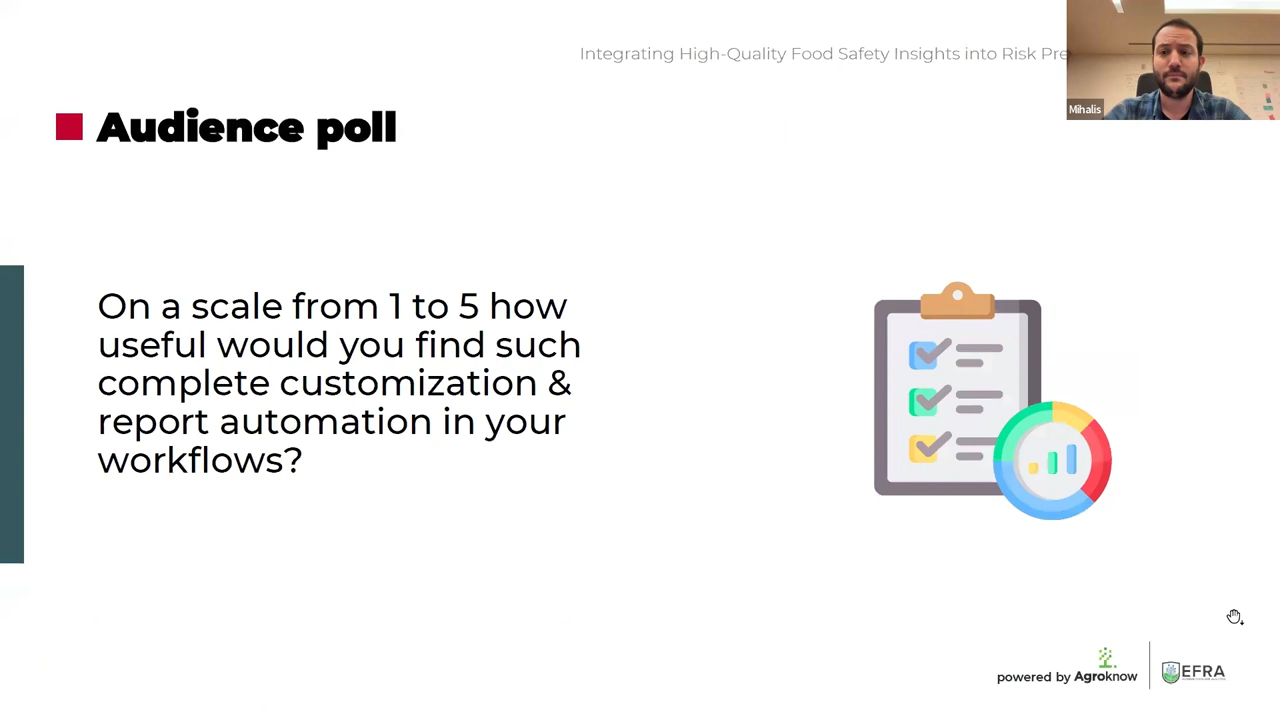 Integrating High-Quality Food Safety Insights into Risk Pre
Mihalis
Audience poll
On a scale from 1 to 5 how
useful would you find such
complete customization &
report automation in your
workflows?
powered by Agroknow
EFRA